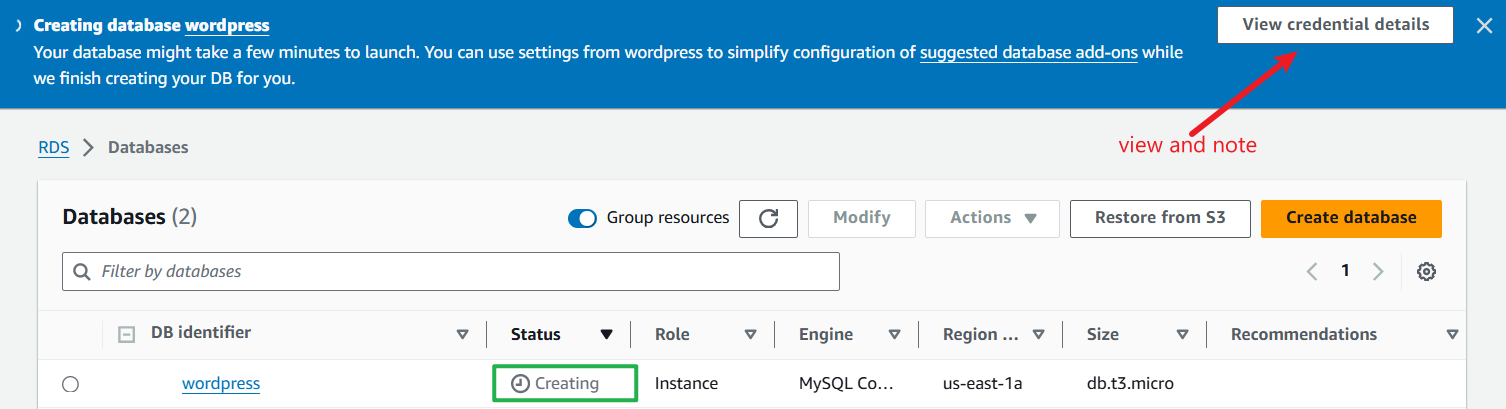 Creating database wordpress
View credential details
Your database might take a few minutes to launch. You can use settings from wordpress to simplify configuration of suggested database add-ons while
we finish creating your DB for you.
view and note
RDS > Databases
Databases (2)
Group resources
Modify
Actions
Restore from S3
Create database
Filter by databases
1
DB identifier Status Role Engine Region ... Size Recommendations
wordpress Creating Instance MySQL Co... us-east-1a db.t3.micro